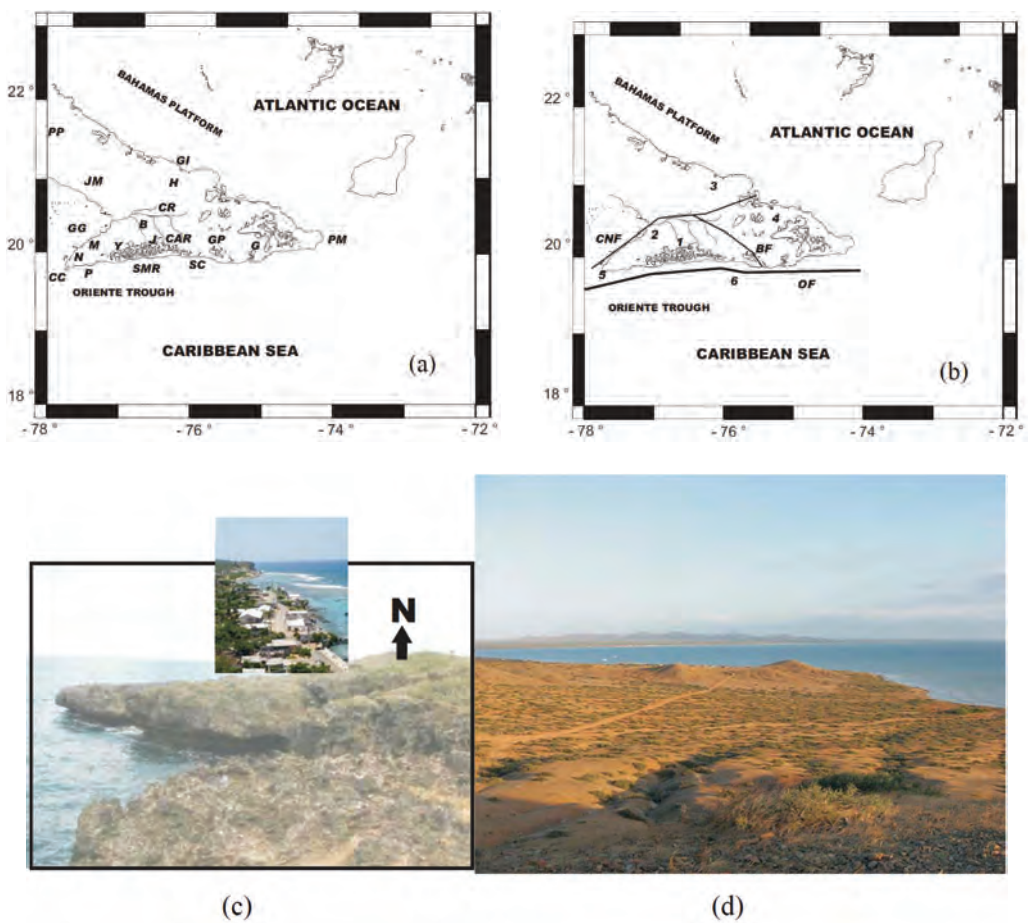 BAHAMAS PLATFORM
ATLANTIC OCEAN
22°
PP
GI
JM
H
CR
GG
B
20°
M
Y
J
CAR
GP
G
PM
N
CC
P
SMR
SC
ORIENTE TROUGH
CARIBBEAN SEA
(a)
18°
-78°
-76°
-74°
-72°
BAHAMAS PLATFORM
ATLANTIC OCEAN
22°
3
4
CNF
2
1
20°
BF
5
6
OF
ORIENTE TROUGH
CARIBBEAN SEA
(b)
18°
-78°
-76°
-74°
-72°
N
(c)
(d)